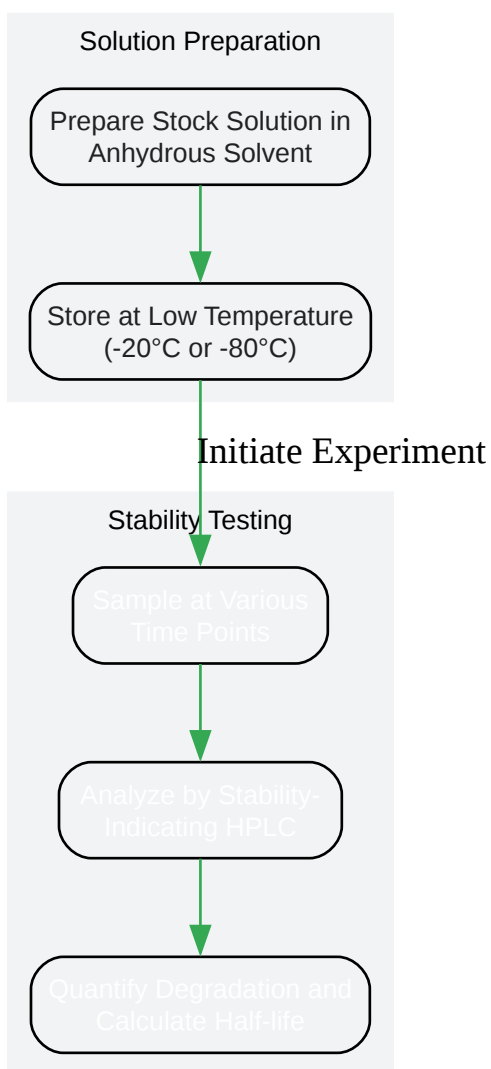 Solution Preparation
Prepare Stock Solution in
Anhydrous Solvent
Store at Low Temperature
(-20°C or -80°C)
Initiate Experiment
Stability Testing
Sample at Various
Time Points
Analyze by Stability-
Indicating HPLC
Quantify Degradation and
Calculate Half-life